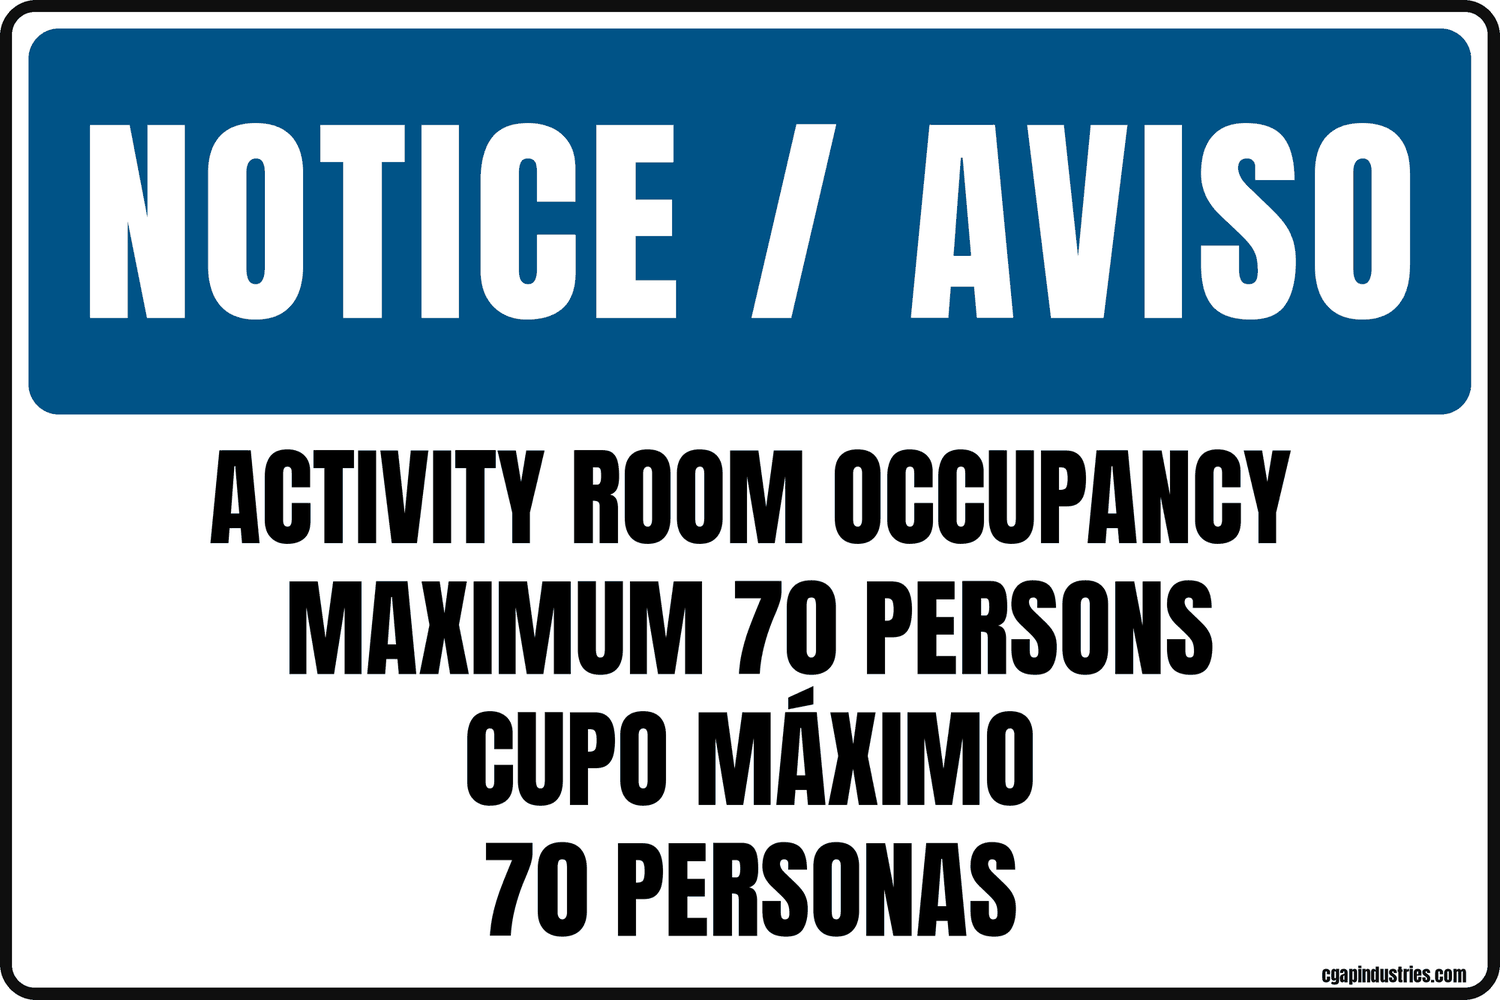 NOTICE / AVISO
ACTIVITY ROOM OCCUPANCY
MAXIMUM 70 PERSONS
CUPO MÁXIMO
70 PERSONAS
cgapindustries.com